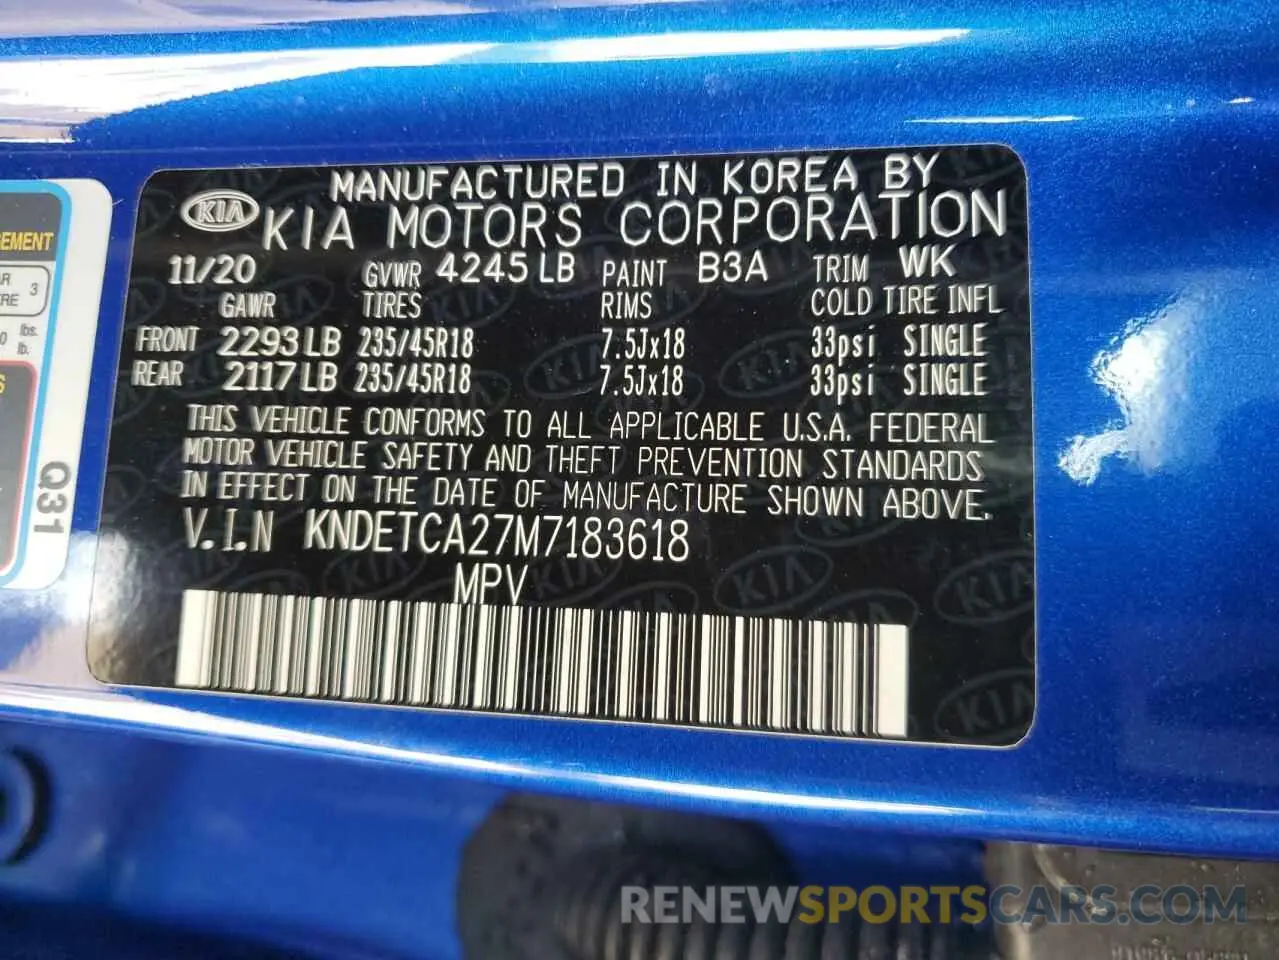 MANUFACTURED IN KOREA BY
KIA KIA MOTORS CORPORATION
11/20 GVWR 4245 LB PAINT B3A TRIM WK
GAWR TIRES RIMS COLD TIRE INFL
FRONT 2293 LB 235/45R18 7.5Jx18 33psi SINGLE
REAR 2117 LB 235/45R18 7.5Jx18 33psi SINGLE
THIS VEHICLE CONFORMS TO ALL APPLICABLE U.S.A. FEDERAL
MOTOR VEHICLE SAFETY AND THEFT PREVENTION STANDARDS
IN EFFECT ON THE DATE OF MANUFACTURE SHOWN ABOVE.
V.I.N KNDETCA27M7183618
MPV
3
lbs.
lb.
Q31
RENEWSPORTSCARS.COM